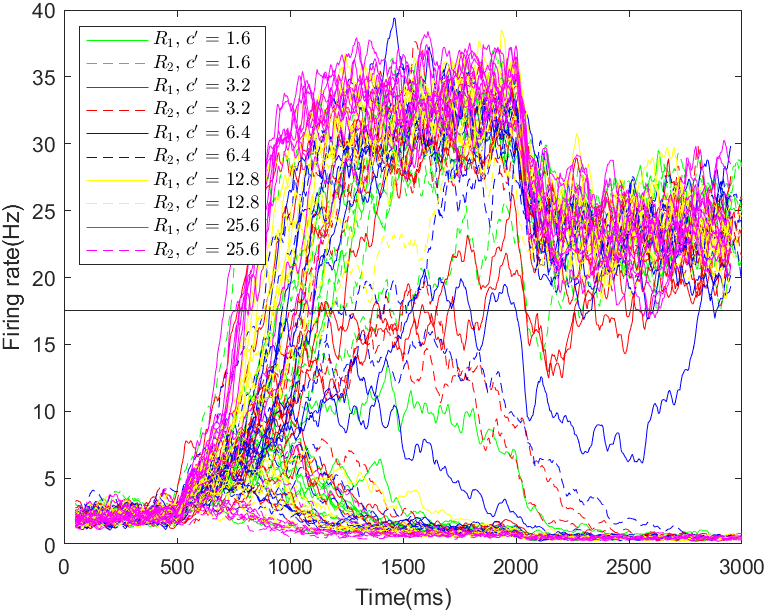 40
35
30
25
20
15
10
5
0
Firing rate(Hz)
R₁, c′ = 1.6
R₂, c′ = 1.6
R₁, c′ = 3.2
R₂, c′ = 3.2
R₁, c′ = 6.4
R₂, c′ = 6.4
R₁, c′ = 12.8
R₂, c′ = 12.8
R₁, c′ = 25.6
R₂, c′ = 25.6
0 500 1000 1500 2000 2500 3000
Time(ms)